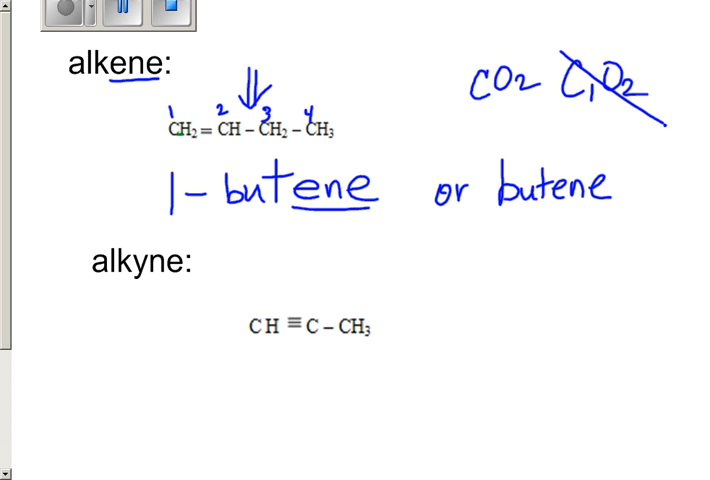 alkene:
CO2 C1O2
1 2 3 4
CH₂ = CH – CH₂ – CH₃
1 – butene or butene
alkyne:
CH ≡ C – CH₃